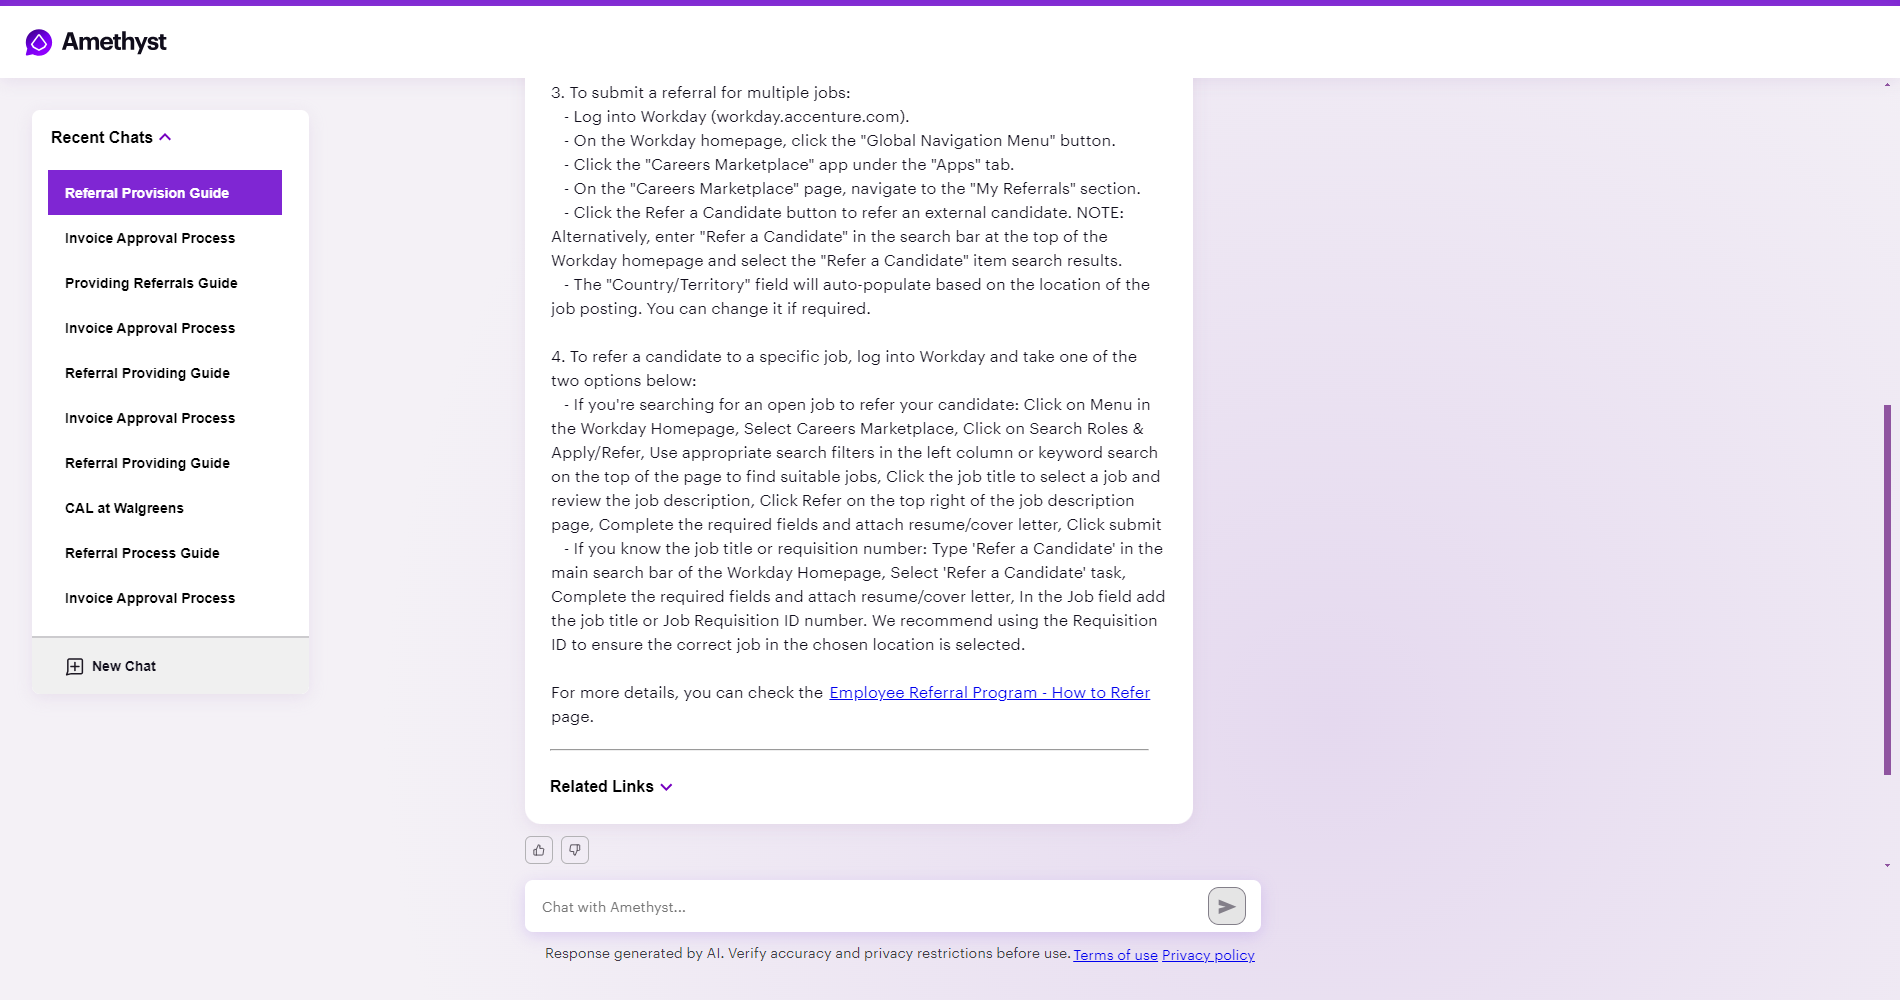 Amethyst
Recent Chats
Referral Provision Guide
Invoice Approval Process
Providing Referrals Guide
Invoice Approval Process
Referral Providing Guide
Invoice Approval Process
Referral Providing Guide
CAL at Walgreens
Referral Process Guide
Invoice Approval Process
New Chat
3. To submit a referral for multiple jobs:
- Log into Workday (workday.accenture.com).
- On the Workday homepage, click the "Global Navigation Menu" button.
- Click the "Careers Marketplace" app under the "Apps" tab.
- On the "Careers Marketplace" page, navigate to the "My Referrals" section.
- Click the Refer a Candidate button to refer an external candidate. NOTE:
Alternatively, enter "Refer a Candidate" in the search bar at the top of the
Workday homepage and select the "Refer a Candidate" item search results.
- The "Country/Territory" field will auto-populate based on the location of the
job posting. You can change it if required.
4. To refer a candidate to a specific job, log into Workday and take one of the
two options below:
- If you're searching for an open job to refer your candidate: Click on Menu in
the Workday Homepage, Select Careers Marketplace, Click on Search Roles &
Apply/Refer, Use appropriate search filters in the left column or keyword search
on the top of the page to find suitable jobs, Click the job title to select a job and
review the job description, Click Refer on the top right of the job description
page, Complete the required fields and attach resume/cover letter, Click submit
- If you know the job title or requisition number: Type 'Refer a Candidate' in the
main search bar of the Workday Homepage, Select 'Refer a Candidate' task,
Complete the required fields and attach resume/cover letter, In the Job field add
the job title or Job Requisition ID number. We recommend using the Requisition
ID to ensure the correct job in the chosen location is selected.
For more details, you can check the Employee Referral Program - How to Refer
page.
Related Links
Chat with Amethyst...
Response generated by AI. Verify accuracy and privacy restrictions before use. Terms of use Privacy policy